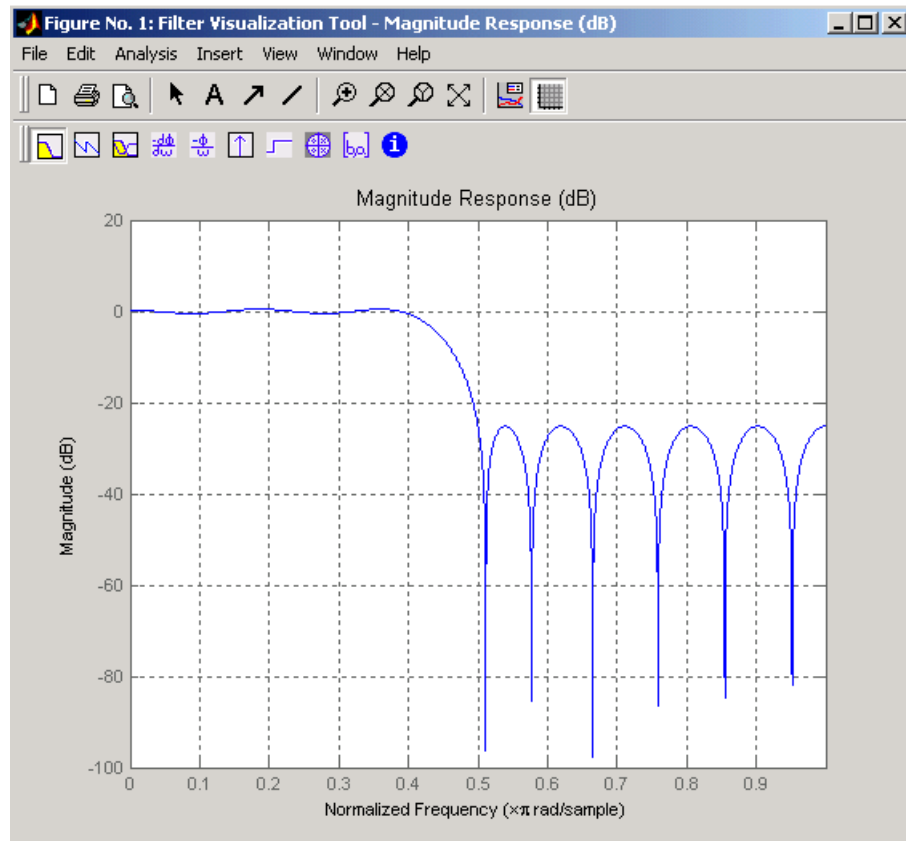 Figure No. 1: Filter Visualization Tool - Magnitude Response (dB)
File Edit Analysis Insert View Window Help
A
-dϕ
dω
-ϕ
ω
[b,a]
i
Magnitude Response (dB)
20
0
-20
-40
-60
-80
-100
Magnitude (dB)
0 0.1 0.2 0.3 0.4 0.5 0.6 0.7 0.8 0.9
Normalized Frequency (×π rad/sample)